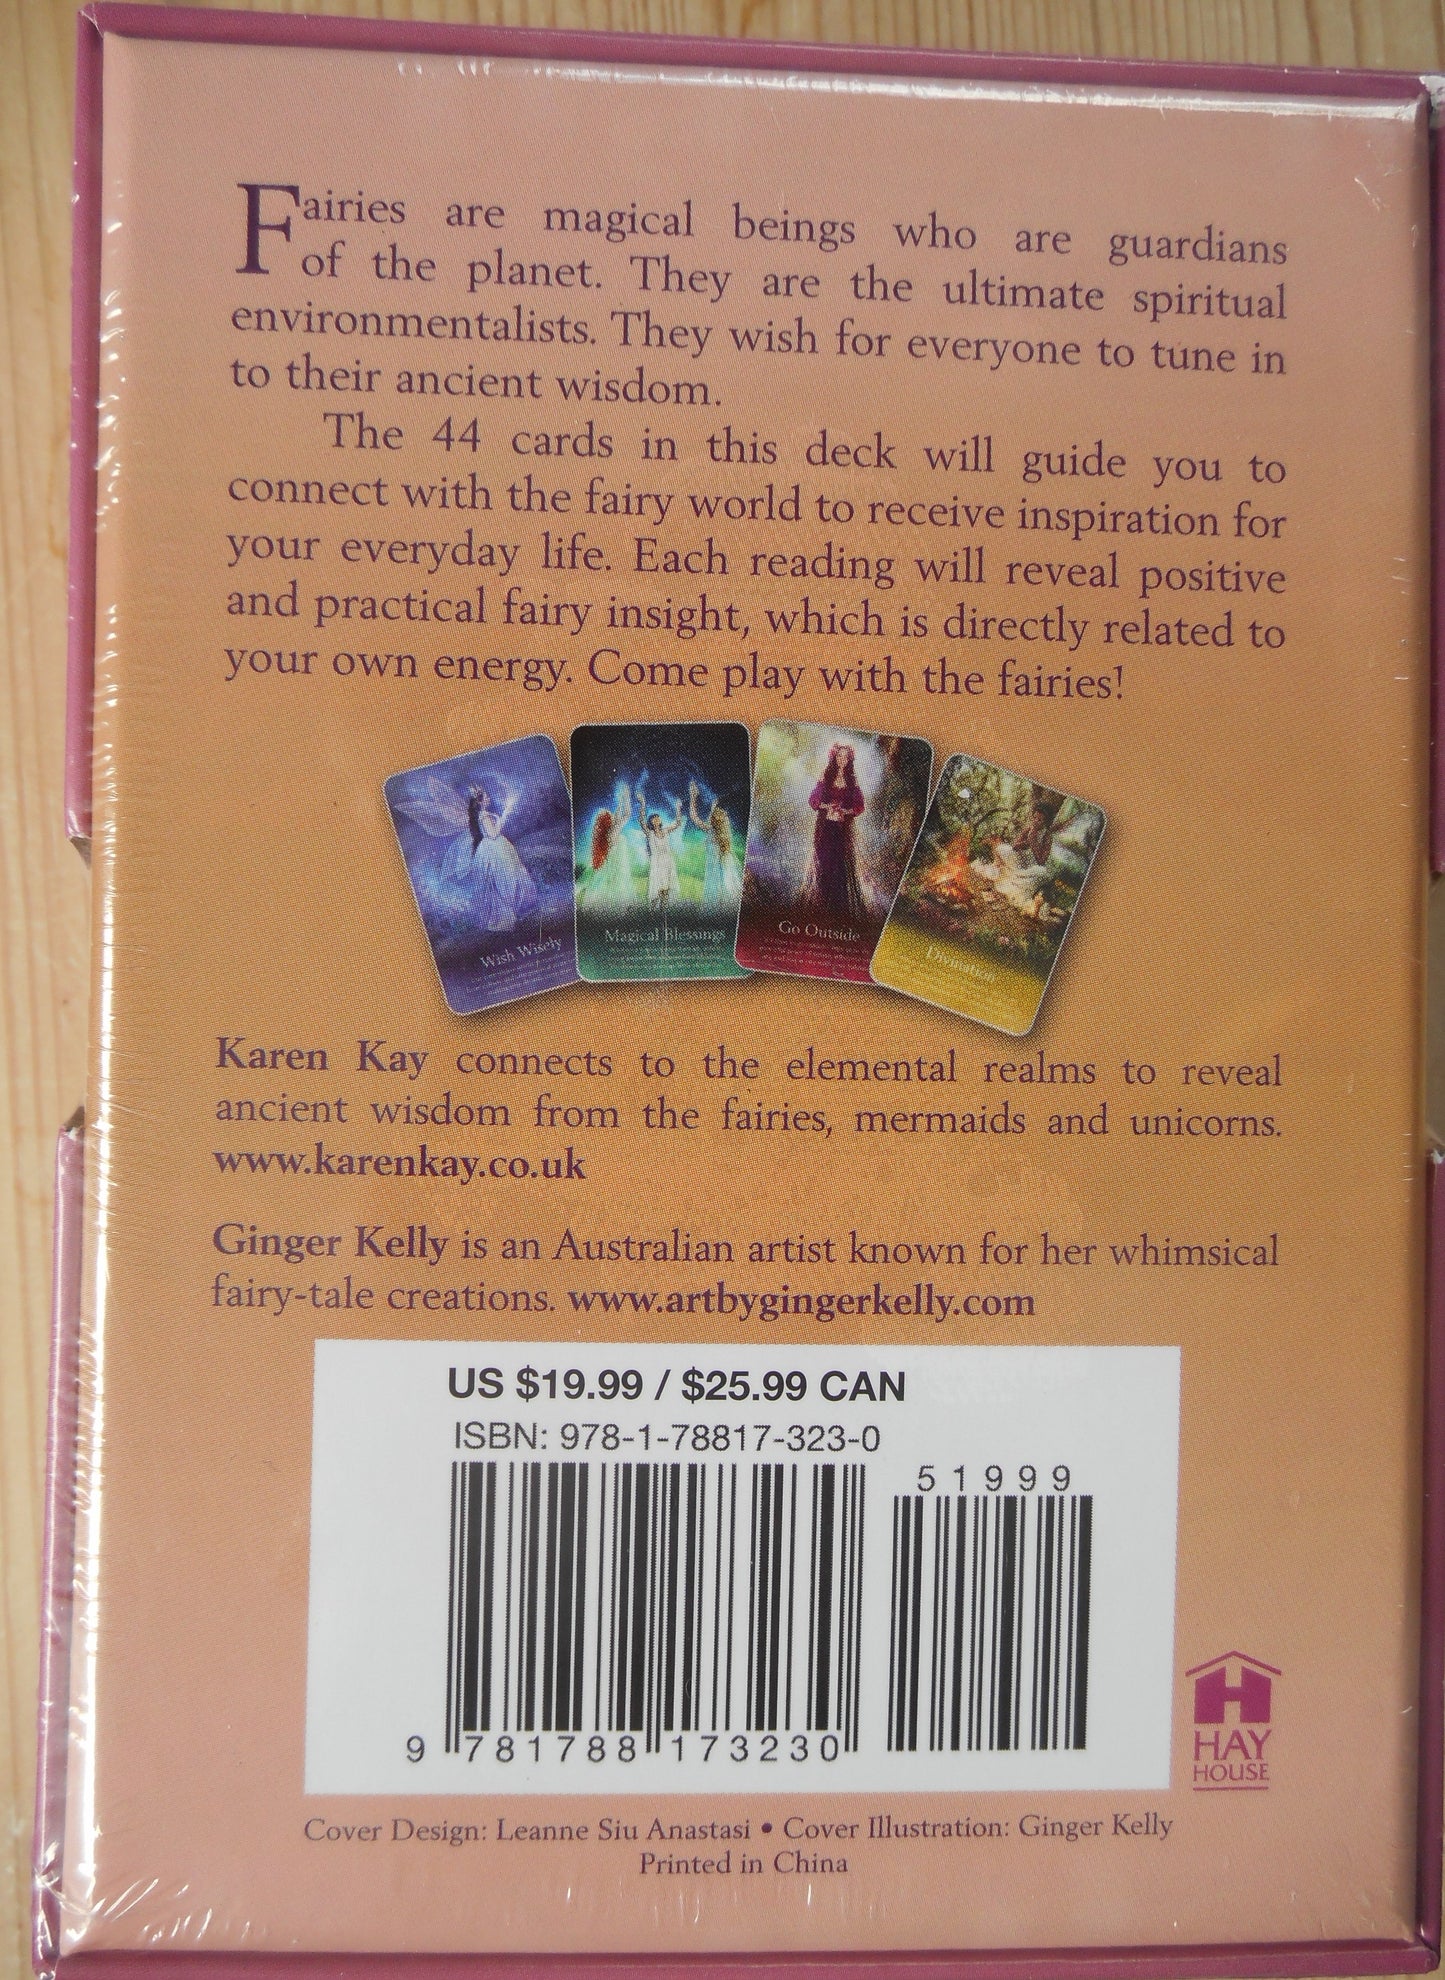 Fairies are magical beings who are guardians
of the planet. They are the ultimate spiritual
environmentalists. They wish for everyone to tune in
to their ancient wisdom.
The 44 cards in this deck will guide you to
connect with the fairy world to receive inspiration for
your everyday life. Each reading will reveal positive
and practical fairy insight, which is directly related to
your own energy. Come play with the fairies!
Wish Wisely
Magical Blessings
Go Outside
Divination
Karen Kay connects to the elemental realms to reveal
ancient wisdom from the fairies, mermaids and unicorns.
www.karenkay.co.uk
Ginger Kelly is an Australian artist known for her whimsical
fairy-tale creations. www.artbygingerkelly.com
US $19.99 / $25.99 CAN
ISBN: 978-1-78817-323-0
51999
9 781788 173230
HAY
HOUSE
Cover Design: Leanne Siu Anastasi • Cover Illustration: Ginger Kelly
Printed in China